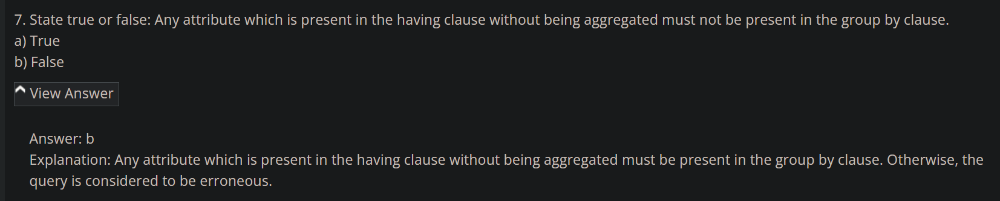 7. State true or false: Any attribute which is present in the having clause without being aggregated must not be present in the group by clause.
a) True
b) False
View Answer
Answer: b
Explanation: Any attribute which is present in the having clause without being aggregated must be present in the group by clause. Otherwise, the
query is considered to be erroneous.